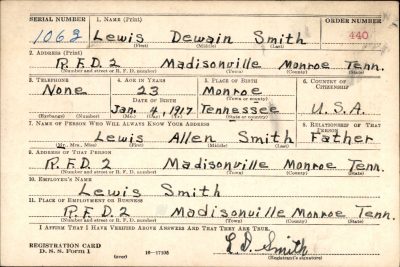 SERIAL NUMBER 1. NAME (Print) ORDER NUMBER
1062 Lewis Dewain Smith 440
(First) (Middle) (Last)
2. ADDRESS (Print)
R.F.D. 2 Madisonville Monroe Tenn.
(Number and street or R. F. D. number) (Town) (County) (State)
3. TELEPHONE 4. AGE IN YEARS 5. PLACE OF BIRTH 6. COUNTRY OF CITIZENSHIP
None 23 Monroe
(Town or county)
DATE OF BIRTH
Jan. 4, 1917 Tennessee U.S.A.
(Exchange) (Number) (Mo.) (Day) (Yr.) (State or country)
7. NAME OF PERSON WHO WILL ALWAYS KNOW YOUR ADDRESS 8. RELATIONSHIP OF THAT PERSON
Lewis Allen Smith Father
(Mr., Mrs., Miss) (First) (Middle) (Last)
9. ADDRESS OF THAT PERSON
R.F.D. 2 Madisonville Monroe Tenn.
(Number and street or R. F. D. number) (Town) (County) (State)
10. EMPLOYER'S NAME
Lewis Smith
11. PLACE OF EMPLOYMENT OR BUSINESS
R.F.D. 2 Madisonville Monroe Tenn.
(Number and street or R. F. D. number) (Town) (County) (State)
I AFFIRM THAT I HAVE VERIFIED ABOVE ANSWERS AND THAT THEY ARE TRUE.
REGISTRATION CARD
D. S. S. Form 1 (over) 16—17105
L. D. Smith
(Registrant's signature)